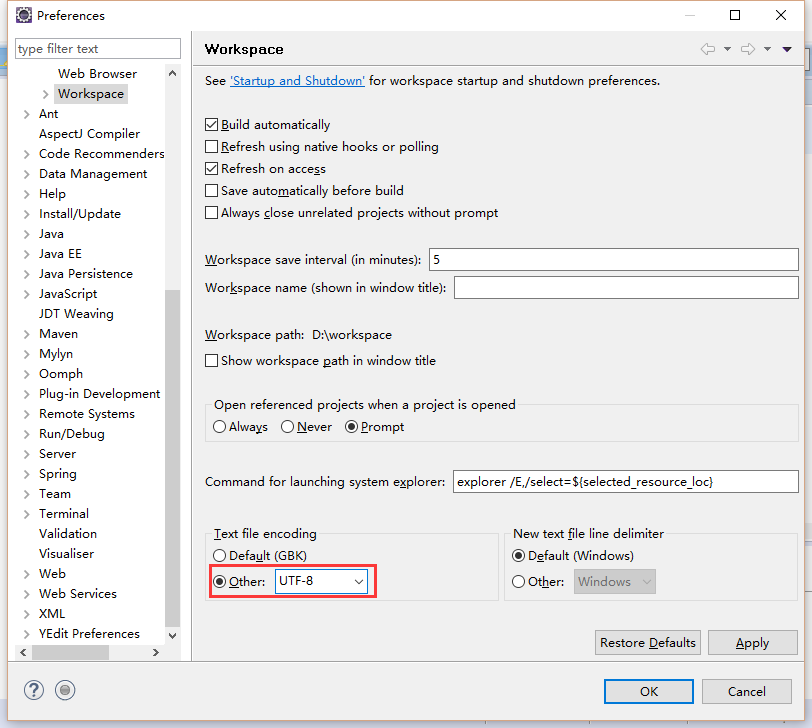 Preferences
type filter text
Web Browser
Workspace
Ant
AspectJ Compiler
Code Recommenders
Data Management
Help
Install/Update
Java
Java EE
Java Persistence
JavaScript
JDT Weaving
Maven
Mylyn
Oomph
Plug-in Development
Remote Systems
Run/Debug
Server
Spring
Team
Terminal
Validation
Visualiser
Web
Web Services
XML
YEdit Preferences
Workspace
See 'Startup and Shutdown' for workspace startup and shutdown preferences.
Build automatically
Refresh using native hooks or polling
Refresh on access
Save automatically before build
Always close unrelated projects without prompt
Workspace save interval (in minutes): 5
Workspace name (shown in window title):
Workspace path: D:\workspace
Show workspace path in window title
Open referenced projects when a project is opened
Always Never Prompt
Command for launching system explorer: explorer /E,/select=${selected_resource_loc}
Text file encoding
Default (GBK)
Other: UTF-8
New text file line delimiter
Default (Windows)
Other: Windows
Restore Defaults Apply
? OK Cancel